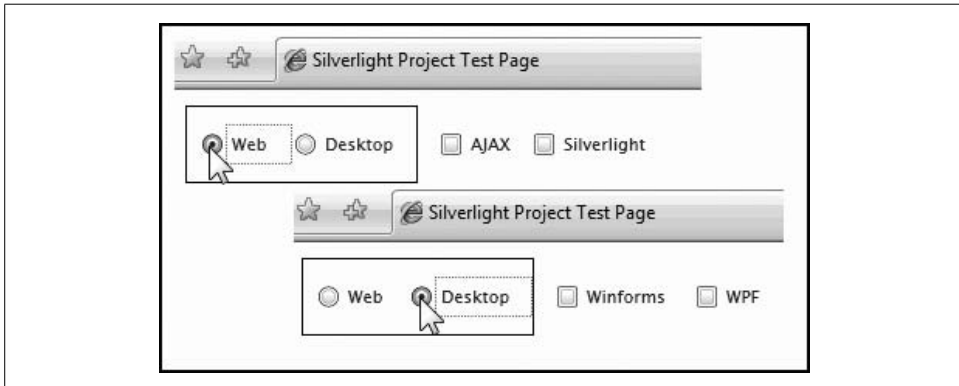 Silverlight Project Test Page
Web Desktop AJAX Silverlight
Silverlight Project Test Page
Web Desktop Winforms WPF